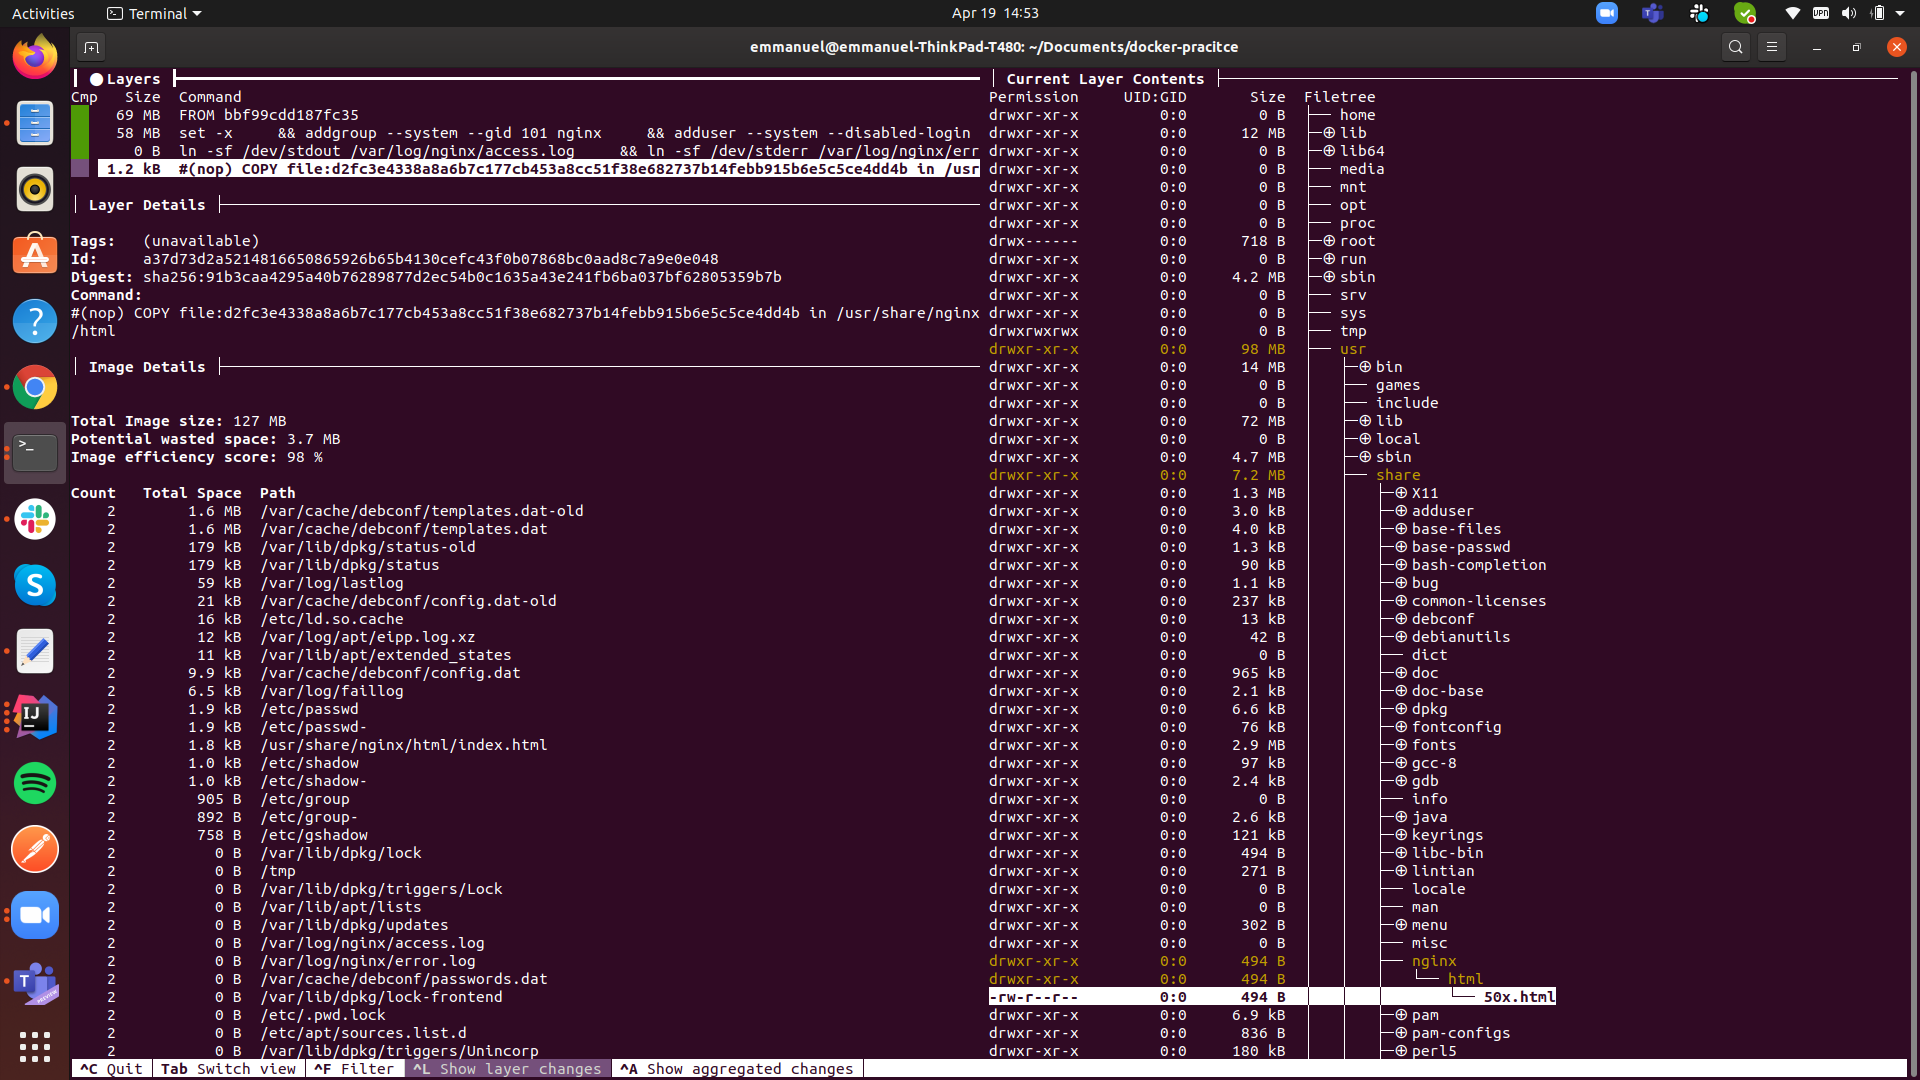 Activities
Terminal
Apr 19 14:53
VPN
emmanuel@emmanuel-ThinkPad-T480: ~/Documents/docker-pracitce
Layers
Cmp Size Command
69 MB FROM bbf99cdd187fc35
58 MB set -x && addgroup --system --gid 101 nginx && adduser --system --disabled-login
0 B ln -sf /dev/stdout /var/log/nginx/access.log && ln -sf /dev/stderr /var/log/nginx/err
1.2 kB #(nop) COPY file:d2fc3e4338a8a6b7c177cb453a8cc51f38e682737b14febb915b6e5c5ce4dd4b in /usr
Layer Details
Tags: (unavailable)
Id: a37d73d2a5214816650865926b65b4130cefc43f0b07868bc0aad8c7a9e0e048
Digest: sha256:91b3caa4295a40b76289877d2ec54b0c1635a43e241fb6ba037bf62805359b7b
Command:
#(nop) COPY file:d2fc3e4338a8a6b7c177cb453a8cc51f38e682737b14febb915b6e5c5ce4dd4b in /usr/share/nginx
/html
Image Details
Total Image size: 127 MB
Potential wasted space: 3.7 MB
Image efficiency score: 98 %
Count Total Space Path
2 1.6 MB /var/cache/debconf/templates.dat-old
2 1.6 MB /var/cache/debconf/templates.dat
2 179 kB /var/lib/dpkg/status-old
2 179 kB /var/lib/dpkg/status
2 59 kB /var/log/lastlog
2 21 kB /var/cache/debconf/config.dat-old
2 16 kB /etc/ld.so.cache
2 12 kB /var/log/apt/eipp.log.xz
2 11 kB /var/lib/apt/extended_states
2 9.9 kB /var/cache/debconf/config.dat
2 6.5 kB /var/log/faillog
2 1.9 kB /etc/passwd
2 1.9 kB /etc/passwd-
2 1.8 kB /usr/share/nginx/html/index.html
2 1.0 kB /etc/shadow
2 1.0 kB /etc/shadow-
2 905 B /etc/group
2 892 B /etc/group-
2 758 B /etc/gshadow
2 0 B /var/lib/dpkg/lock
2 0 B /tmp
2 0 B /var/lib/dpkg/triggers/Lock
2 0 B /var/lib/apt/lists
2 0 B /var/lib/dpkg/updates
2 0 B /var/log/nginx/access.log
2 0 B /var/log/nginx/error.log
2 0 B /var/cache/debconf/passwords.dat
2 0 B /var/lib/dpkg/lock-frontend
2 0 B /etc/.pwd.lock
2 0 B /etc/apt/sources.list.d
2 0 B /var/lib/dpkg/triggers/Unincorp
Current Layer Contents
Permission UID:GID Size Filetree
drwxr-xr-x 0:0 0 B home
drwxr-xr-x 0:0 12 MB lib
drwxr-xr-x 0:0 0 B lib64
drwxr-xr-x 0:0 0 B media
drwxr-xr-x 0:0 0 B mnt
drwxr-xr-x 0:0 0 B opt
drwxr-xr-x 0:0 0 B proc
drwx------ 0:0 718 B root
drwxr-xr-x 0:0 0 B run
drwxr-xr-x 0:0 4.2 MB sbin
drwxr-xr-x 0:0 0 B srv
drwxr-xr-x 0:0 0 B sys
drwxrwxrwx 0:0 0 B tmp
drwxr-xr-x 0:0 98 MB usr
drwxr-xr-x 0:0 14 MB bin
drwxr-xr-x 0:0 0 B games
drwxr-xr-x 0:0 0 B include
drwxr-xr-x 0:0 72 MB lib
drwxr-xr-x 0:0 0 B local
drwxr-xr-x 0:0 4.7 MB sbin
drwxr-xr-x 0:0 7.2 MB share
drwxr-xr-x 0:0 1.3 MB X11
drwxr-xr-x 0:0 3.0 kB adduser
drwxr-xr-x 0:0 4.0 kB base-files
drwxr-xr-x 0:0 1.3 kB base-passwd
drwxr-xr-x 0:0 90 kB bash-completion
drwxr-xr-x 0:0 1.1 kB bug
drwxr-xr-x 0:0 237 kB common-licenses
drwxr-xr-x 0:0 13 kB debconf
drwxr-xr-x 0:0 42 B debianutils
drwxr-xr-x 0:0 0 B dict
drwxr-xr-x 0:0 965 kB doc
drwxr-xr-x 0:0 2.1 kB doc-base
drwxr-xr-x 0:0 6.6 kB dpkg
drwxr-xr-x 0:0 76 kB fontconfig
drwxr-xr-x 0:0 2.9 MB fonts
drwxr-xr-x 0:0 97 kB gcc-8
drwxr-xr-x 0:0 2.4 kB gdb
drwxr-xr-x 0:0 0 B info
drwxr-xr-x 0:0 2.6 kB java
drwxr-xr-x 0:0 121 kB keyrings
drwxr-xr-x 0:0 494 B libc-bin
drwxr-xr-x 0:0 271 B lintian
drwxr-xr-x 0:0 0 B locale
drwxr-xr-x 0:0 0 B man
drwxr-xr-x 0:0 302 B menu
drwxr-xr-x 0:0 0 B misc
drwxr-xr-x 0:0 494 B nginx
drwxr-xr-x 0:0 494 B html
-rw-r--r-- 0:0 494 B 50x.html
drwxr-xr-x 0:0 6.9 kB pam
drwxr-xr-x 0:0 836 B pam-configs
drwxr-xr-x 0:0 180 kB perl5
^C Quit Tab Switch view ^F Filter ^L Show layer changes ^A Show aggregated changes